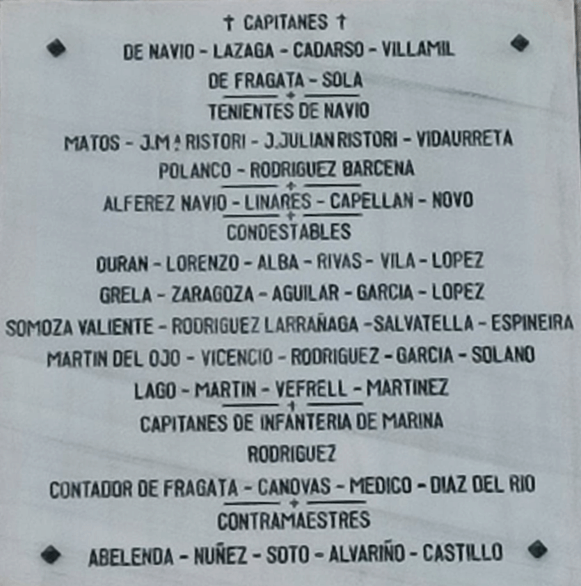 ✝ CAPITANES ✝
DE NAVIO - LAZAGA - CADARSO - VILLAMIL
DE FRAGATA - SOLA
TENIENTES DE NAVIO
MATOS - J.Mª RISTORI - J.JULIAN RISTORI - VIDAURRETA
POLANCO - RODRIGUEZ BARCENA
ALFEREZ NAVIO - LINARES - CAPELLAN - NOVO
CONDESTABLES
DURAN - LORENZO - ALBA - RIVAS - VILA - LOPEZ
GRELA - ZARAGOZA - AGUILAR - GARCIA - LOPEZ
SOMOZA VALIENTE - RODRIGUEZ LARRAÑAGA - SALVATELLA - ESPINEIRA
MARTIN DEL OJO - VICENCIO - RODRIGUEZ - GARCIA - SOLANO
LAGO - MARTIN - VEFRELL - MARTINEZ
CAPITANES DE INFANTERIA DE MARINA
RODRIGUEZ
CONTADOR DE FRAGATA - CANOVAS - MEDICO - DIAZ DEL RIO
CONTRAMAESTRES
ABELENDA - NUÑEZ - SOTO - ALVARIÑO - CASTILLO